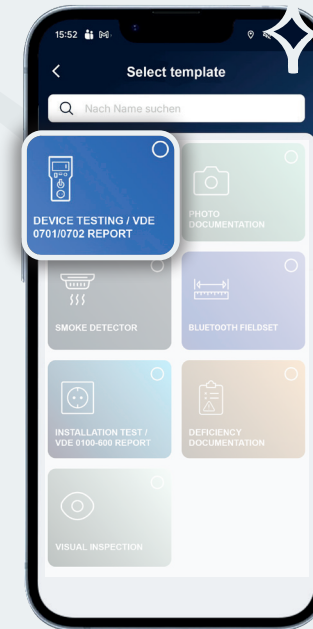 15:52
Select template
Nach Name suchen
DEVICE TESTING / VDE
0701/0702 REPORT
PHOTO
DOCUMENTATION
SMOKE DETECTOR
BLUETOOTH FIELDSET
INSTALLATION TEST /
VDE 0100-600 REPORT
DEFICIENCY
DOCUMENTATION
VISUAL INSPECTION